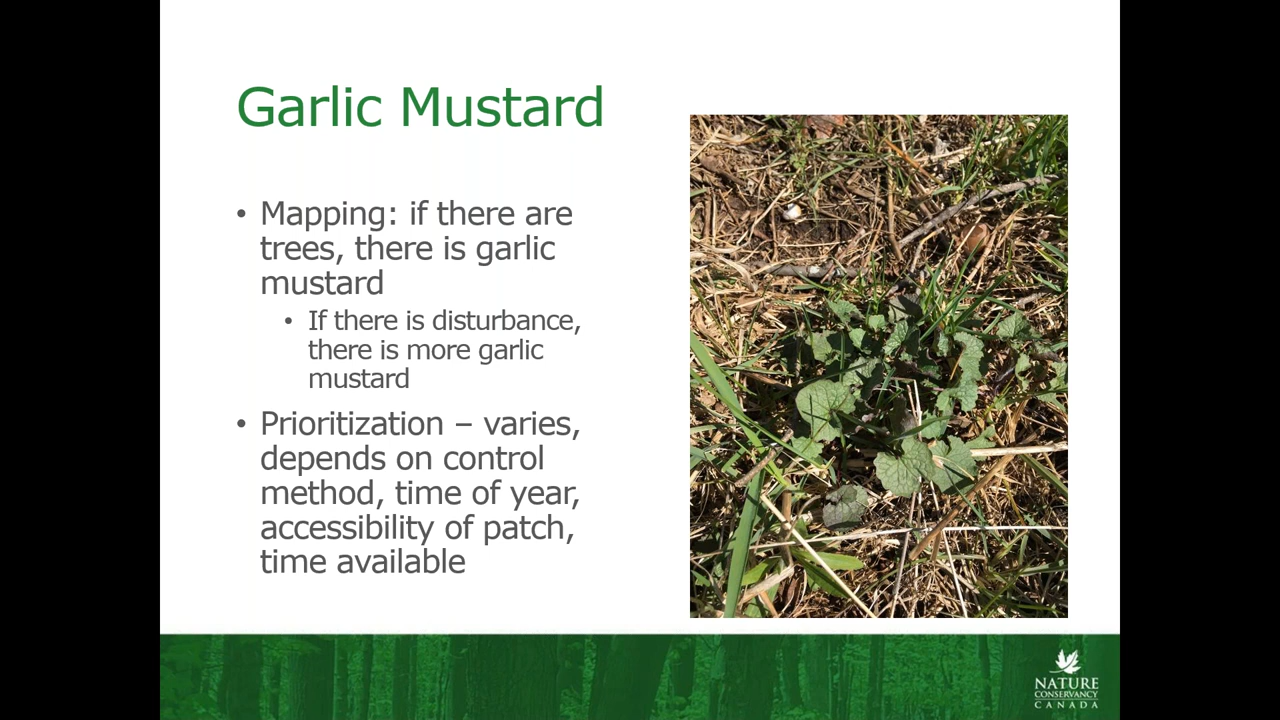 Garlic Mustard
• Mapping: if there are
trees, there is garlic
mustard
• If there is disturbance,
there is more garlic
mustard
• Prioritization – varies,
depends on control
method, time of year,
accessibility of patch,
time available
NATURE
CONSERVANCY
CANADA